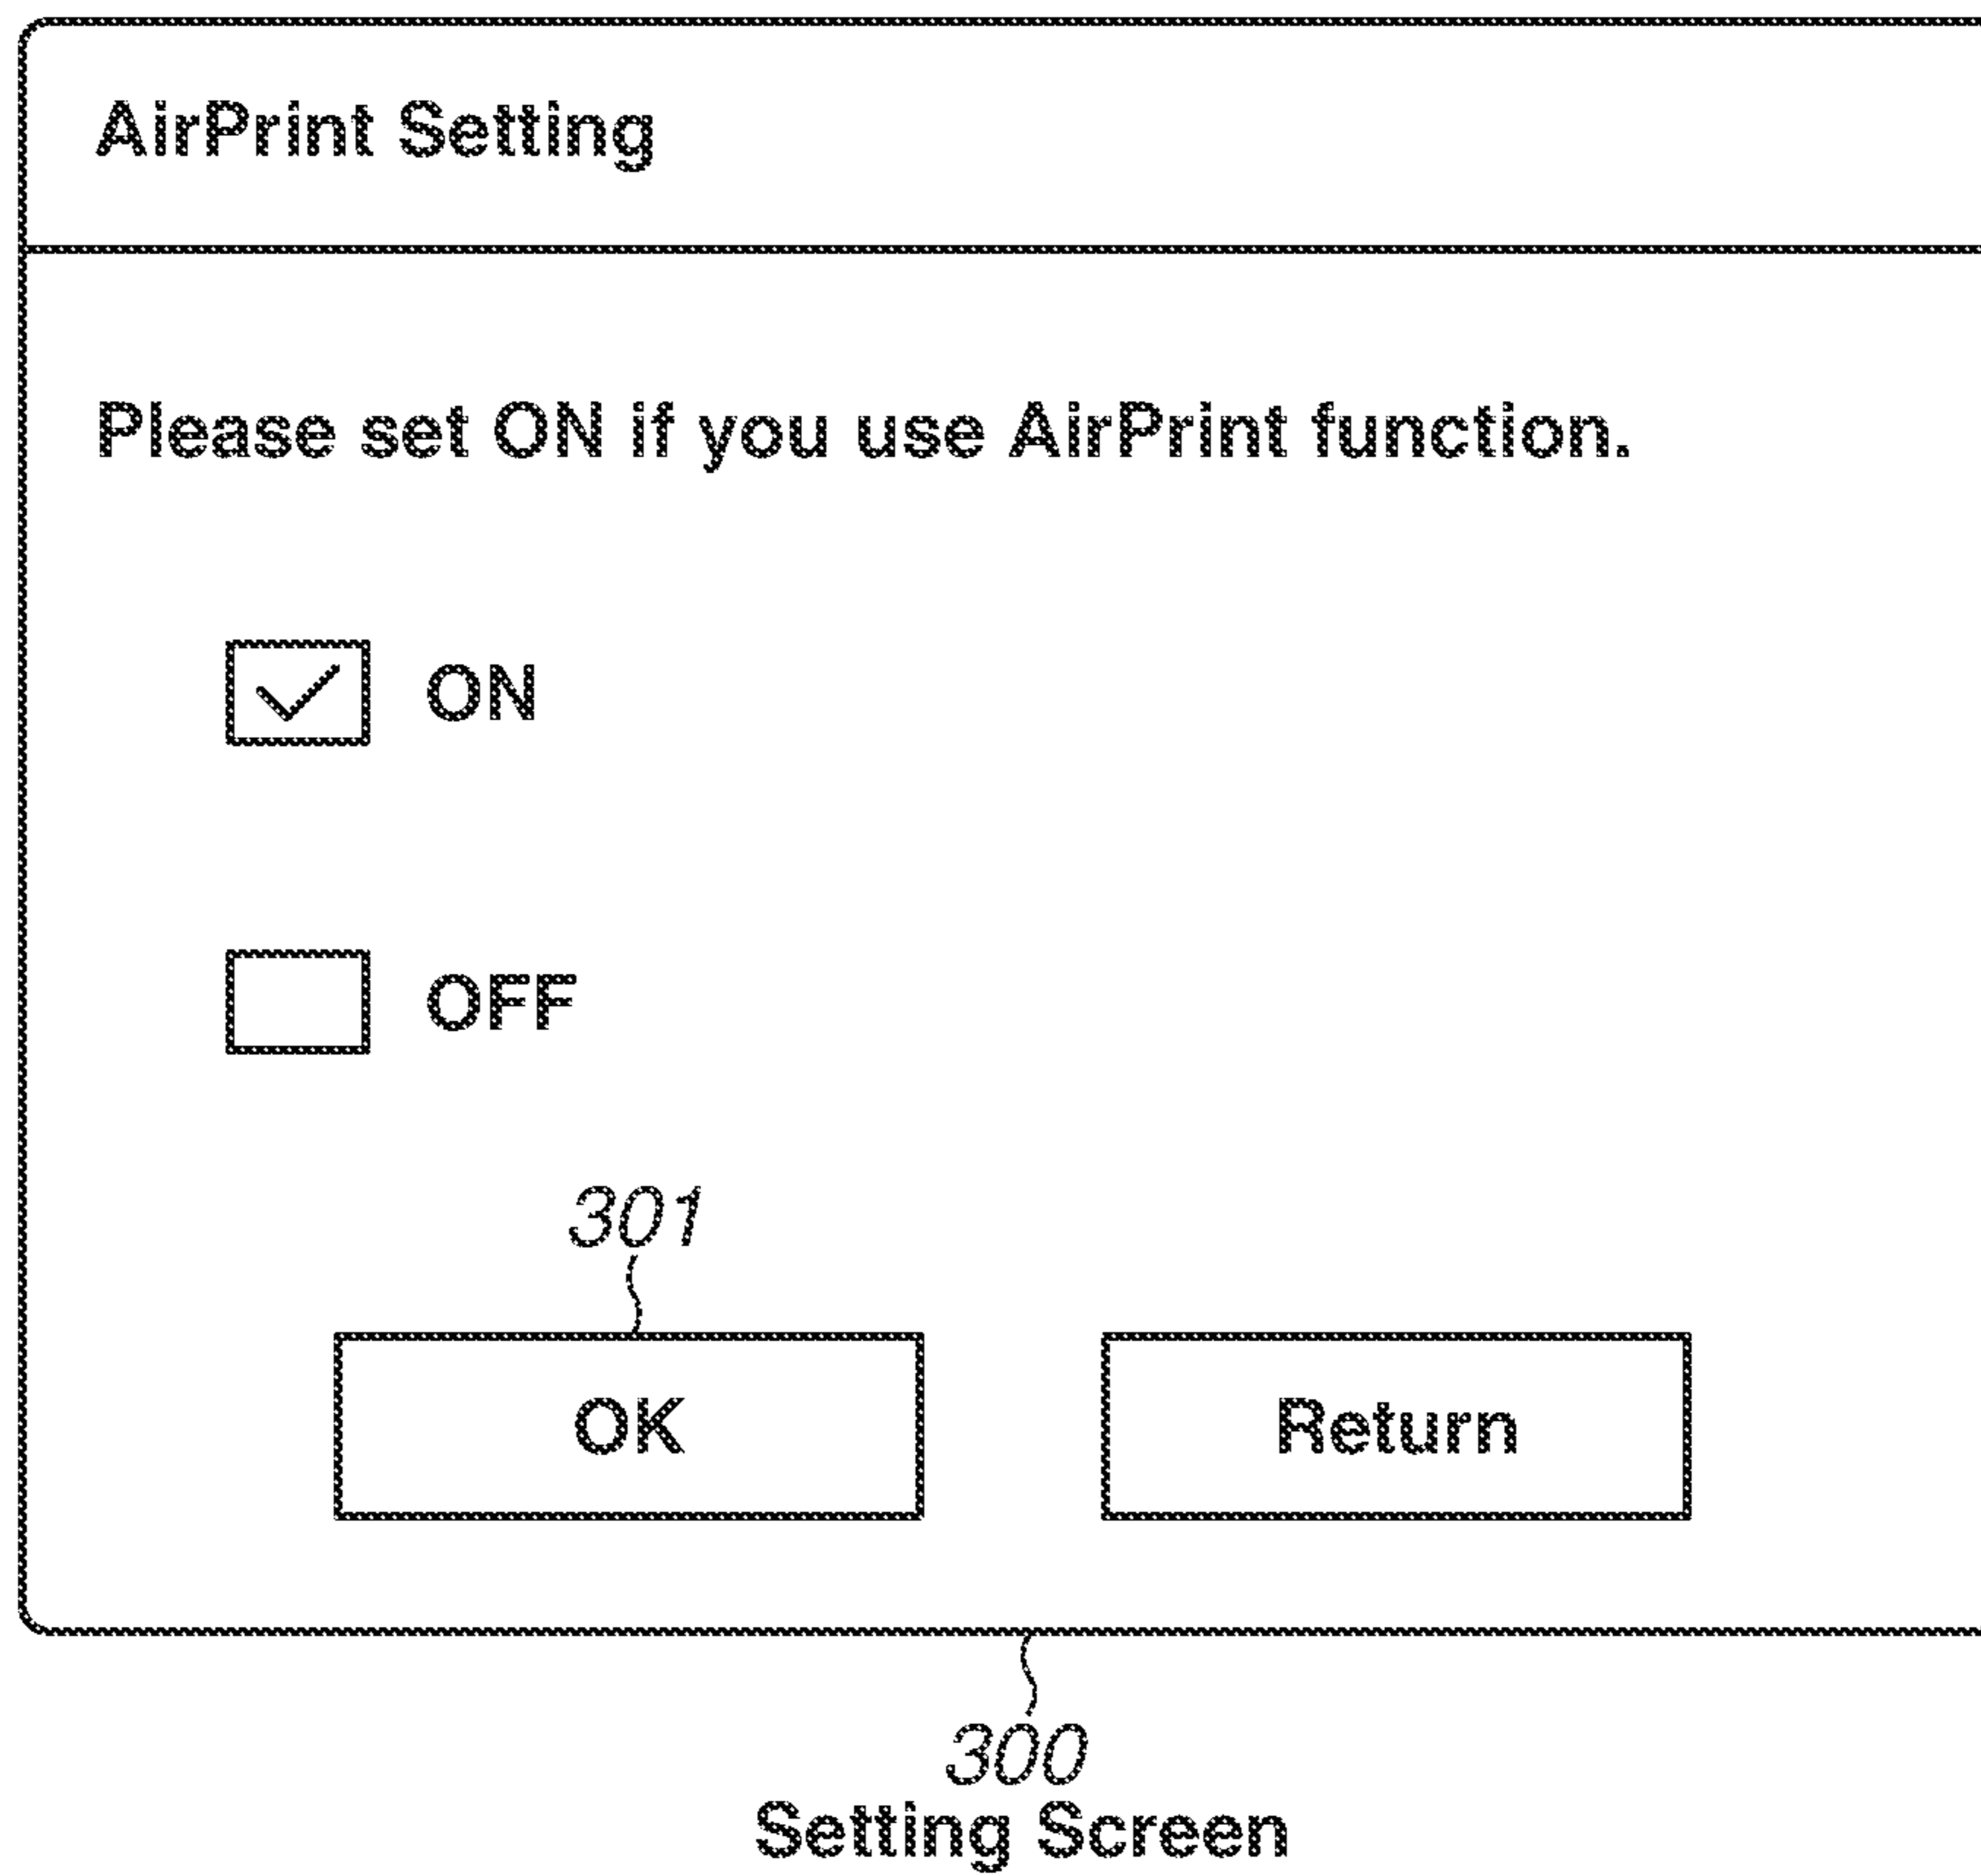 AirPrint Setting
Please set ON if you use AirPrint function.
ON
OFF
301
OK Return
300
Setting Screen